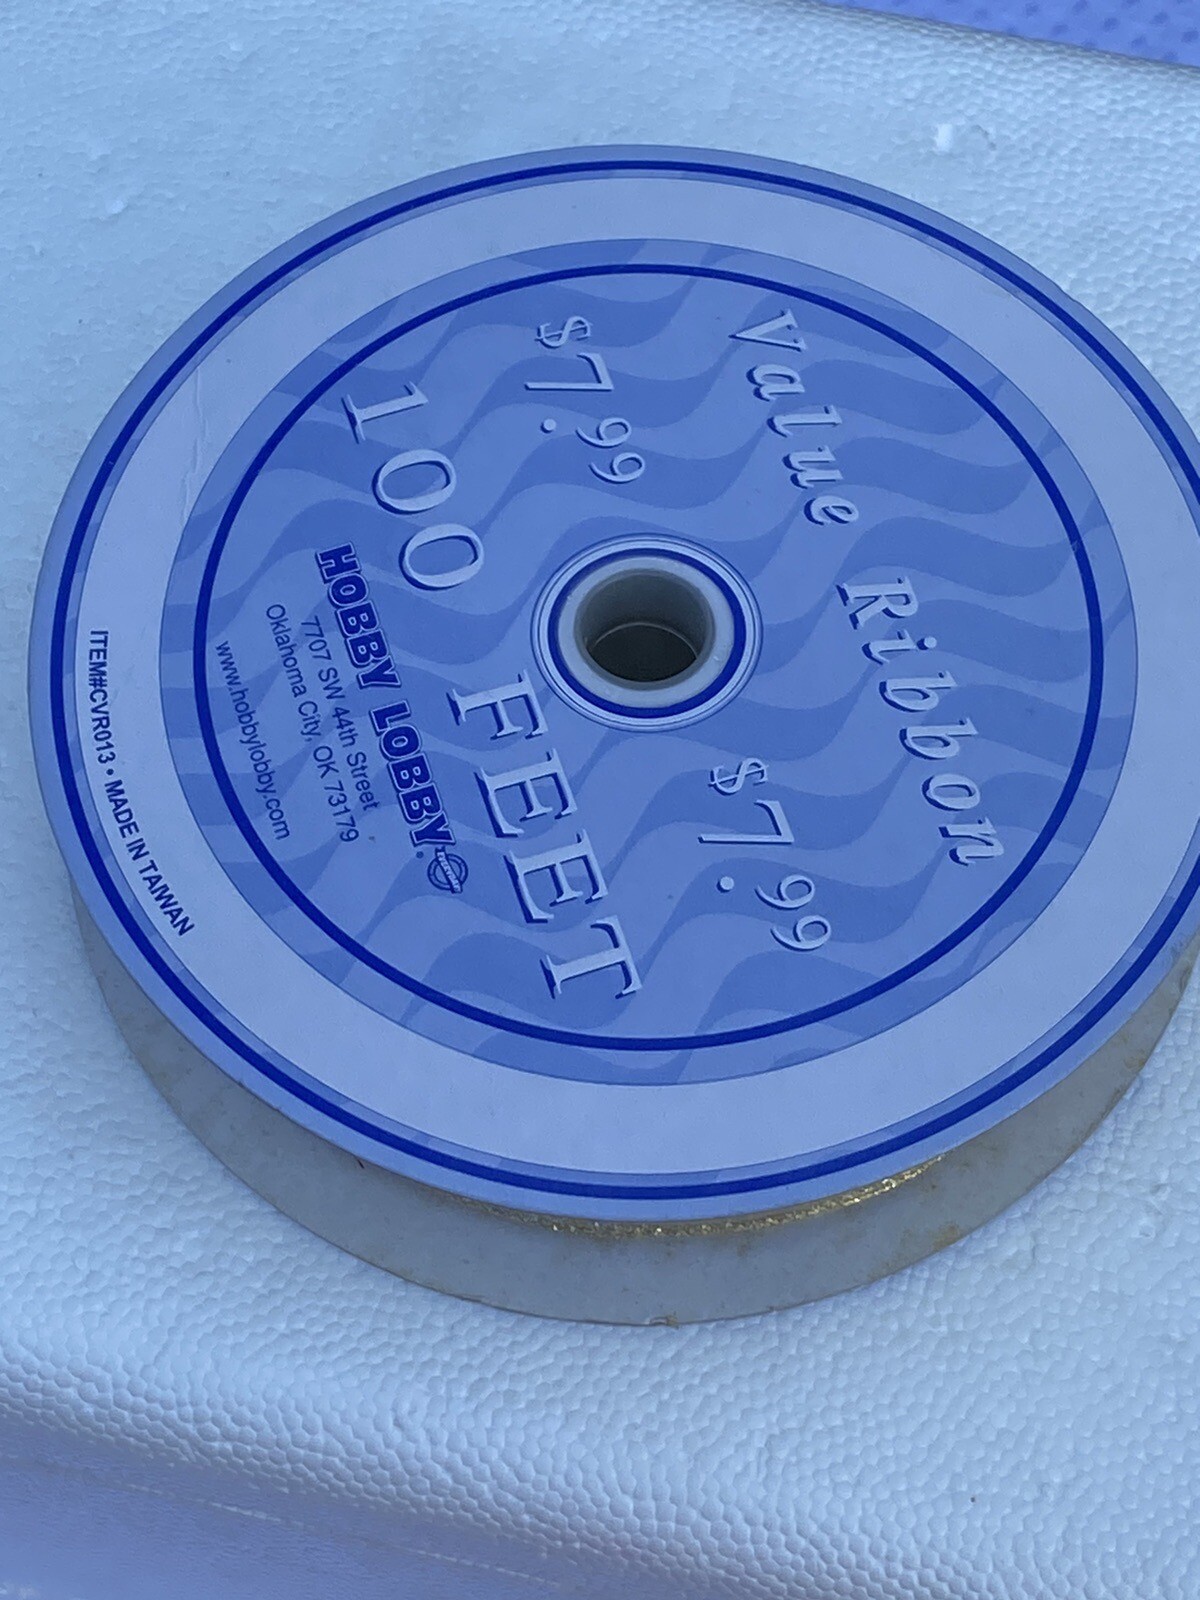 Value Ribbon
$7.99 $7.99
100 FEET
HOBBY LOBBY®
7707 SW 44th Street
Oklahoma City, OK 73179
www.hobbylobby.com
ITEM#CVR013 • MADE IN TAIWAN